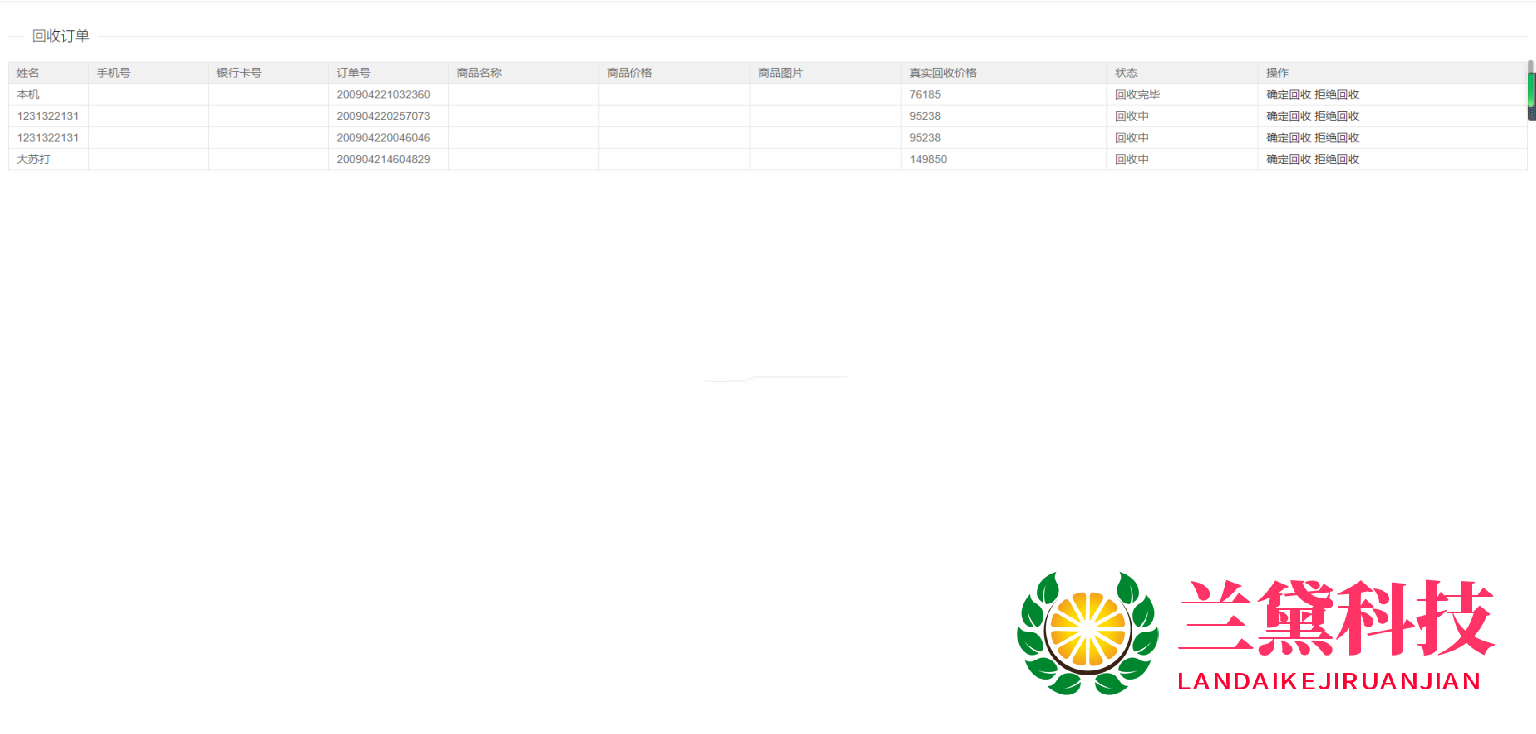 回收订单
姓名 手机号 银行卡号 订单号 商品名称 商品价格 商品图片 真实回收价格 状态 操作
本机 200904221032360 76185 回收完毕 确定回收 拒绝回收
1231322131 200904220257073 95238 回收中 确定回收 拒绝回收
1231322131 200904220046046 95238 回收中 确定回收 拒绝回收
大苏打 200904214604829 149850 回收中 确定回收 拒绝回收
兰黛科技
LANDAIKEJIRUANJIAN